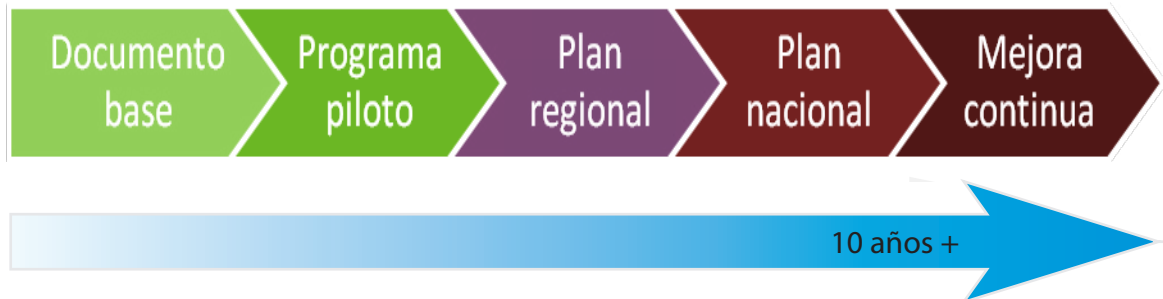 Documento
base
Programa
piloto
Plan
regional
Plan
nacional
Mejora
continua
10 años +